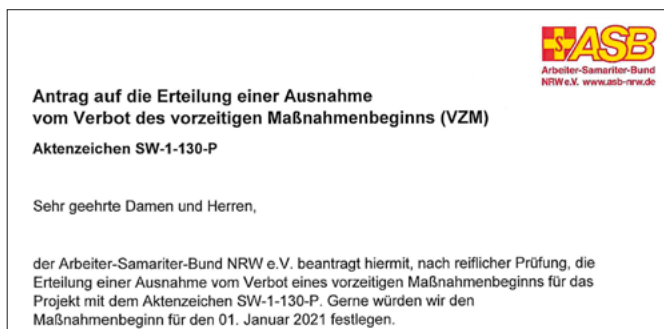 S ASB
Arbeiter-Samariter-Bund
NRW e.V. www.asb-nrw.de
Antrag auf die Erteilung einer Ausnahme
vom Verbot des vorzeitigen Maßnahmenbeginns (VZM)
Aktenzeichen SW-1-130-P
Sehr geehrte Damen und Herren,
der Arbeiter-Samariter-Bund NRW e.V. beantragt hiermit, nach reiflicher Prüfung, die
Erteilung einer Ausnahme vom Verbot eines vorzeitigen Maßnahmenbeginns für das
Projekt mit dem Aktenzeichen SW-1-130-P. Gerne würden wir den
Maßnahmenbeginn für den 01. Januar 2021 festlegen.